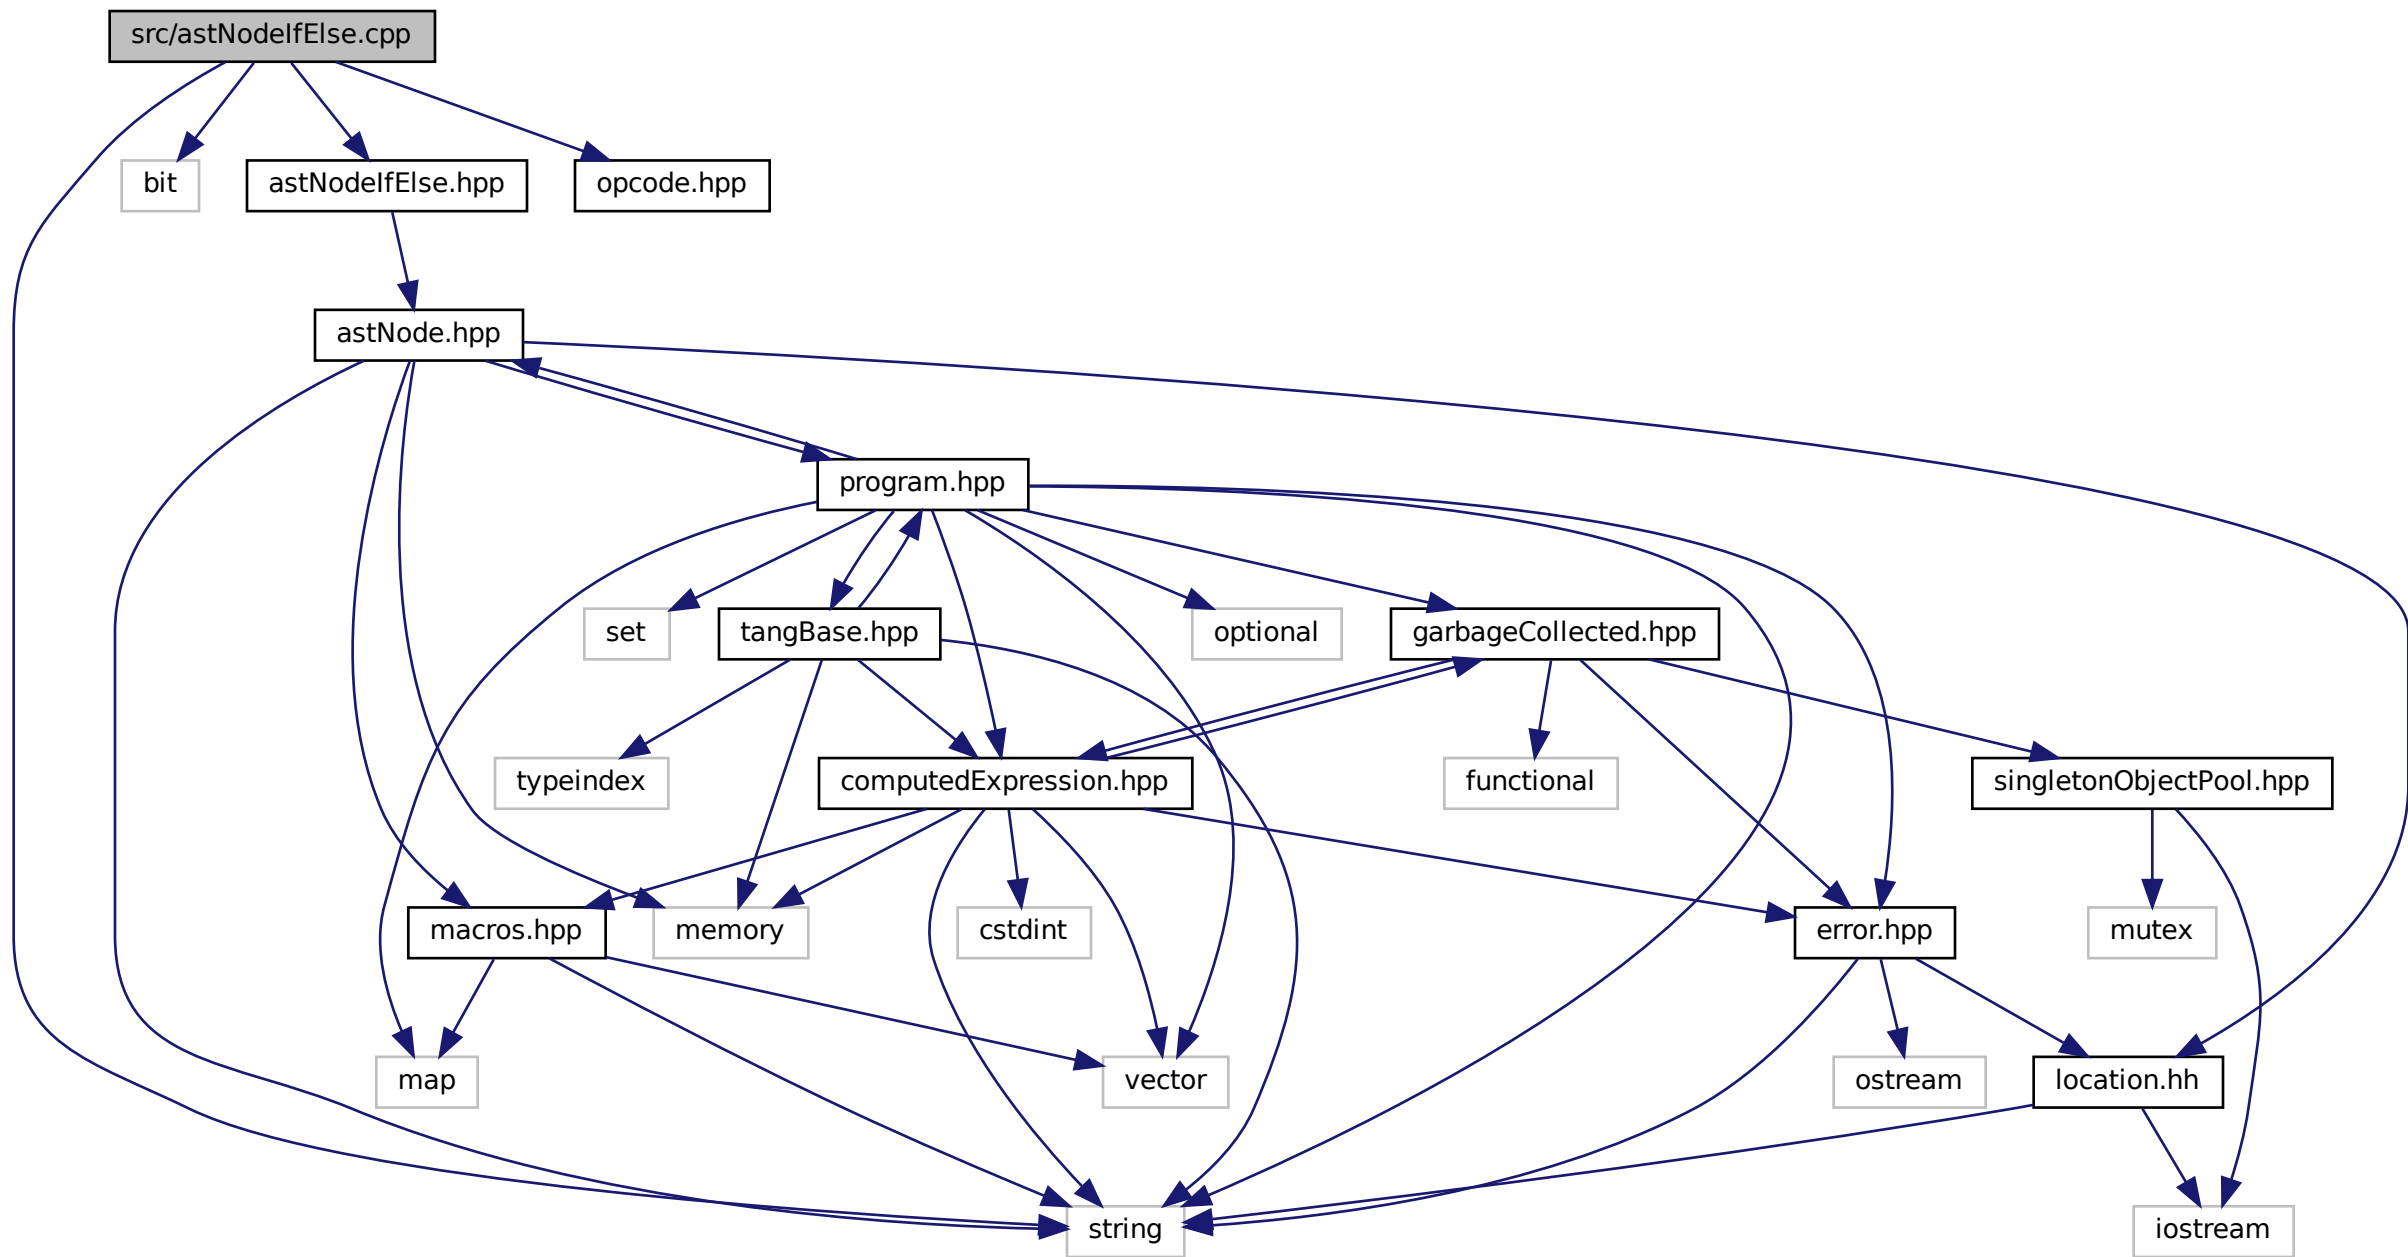 src/astNodeIfElse.cpp
bit
astNodeIfElse.hpp
opcode.hpp
astNode.hpp
program.hpp
set
tangBase.hpp
optional
garbageCollected.hpp
typeindex
computedExpression.hpp
functional
singletonObjectPool.hpp
macros.hpp
memory
cstdint
error.hpp
mutex
map
vector
ostream
location.hh
string
iostream